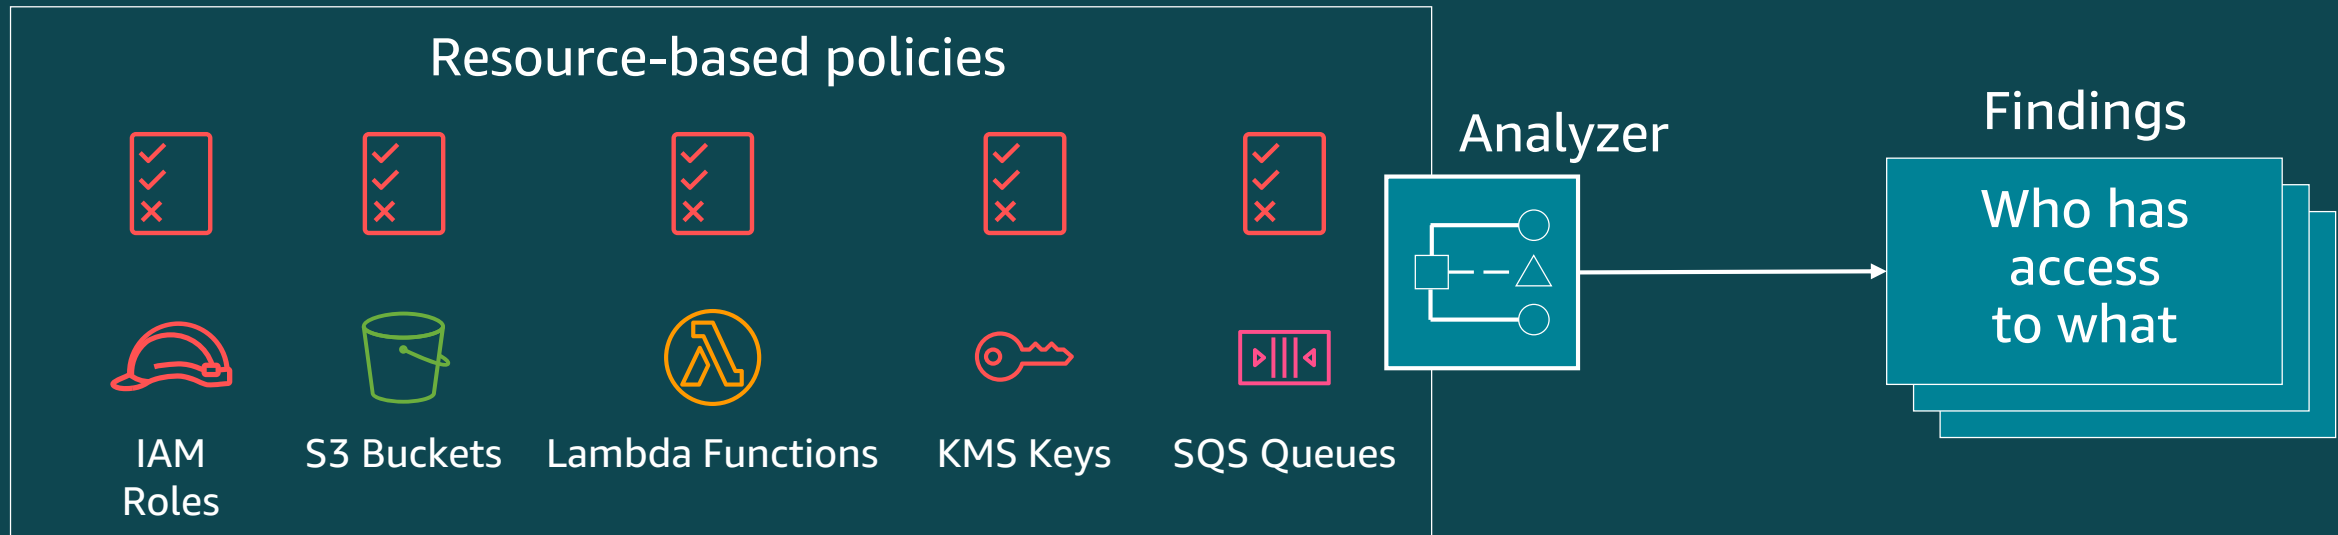 Resource-based policies
IAM
Roles
S3 Buckets
Lambda Functions
KMS Keys
SQS Queues
Analyzer
Findings
Who has
access
to what